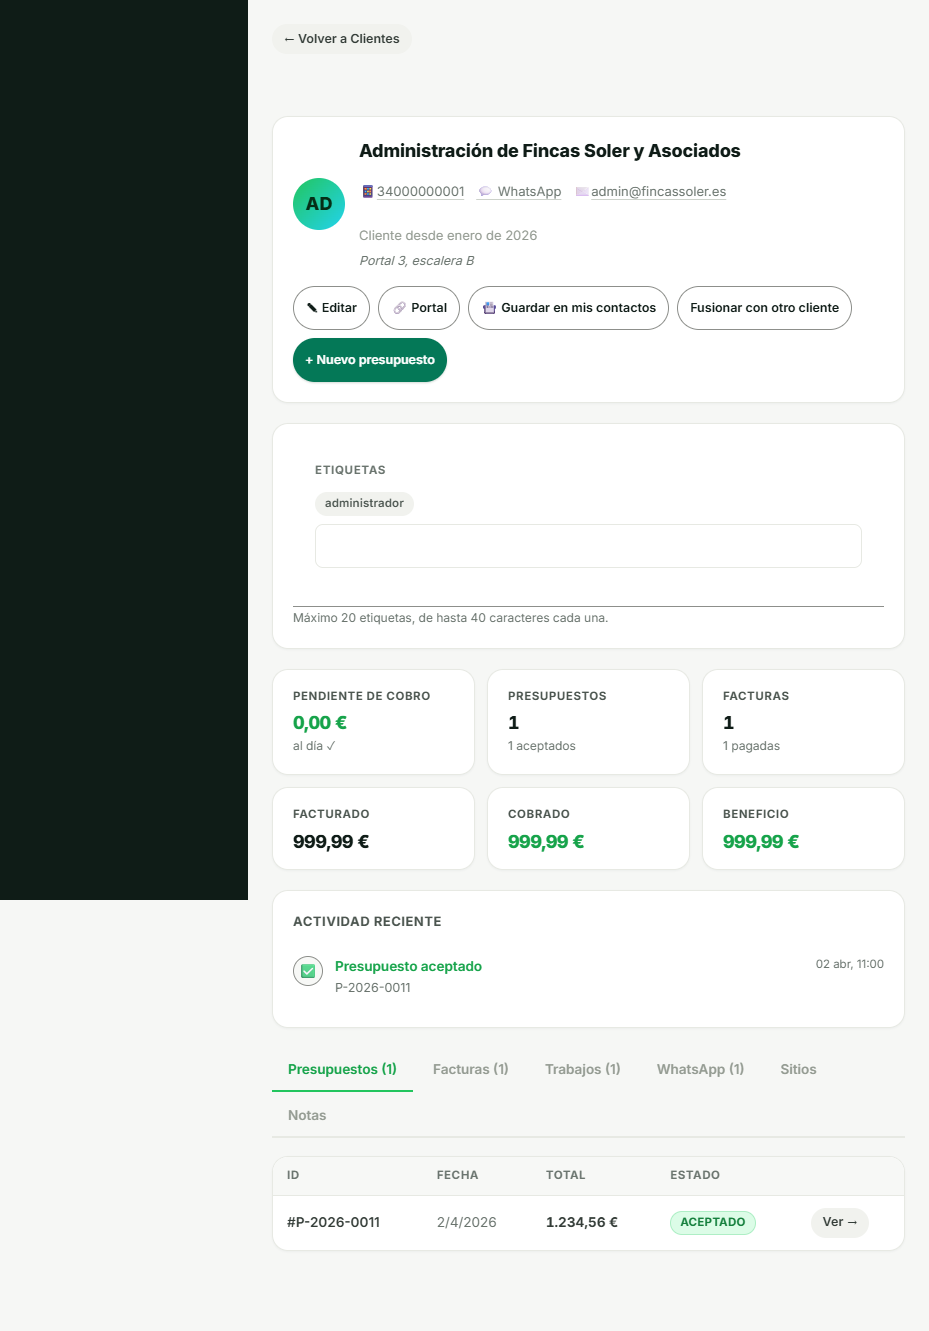 ← Volver a Clientes
Administración de Fincas Soler y Asociados
AD
34000000001 WhatsApp admin@fincassoler.es
Cliente desde enero de 2026
Portal 3, escalera B
Editar Portal Guardar en mis contactos Fusionar con otro cliente
+ Nuevo presupuesto
ETIQUETAS
administrador
Máximo 20 etiquetas, de hasta 40 caracteres cada una.
PENDIENTE DE COBRO
0,00 €
al día ✓
PRESUPUESTOS
1
1 aceptados
FACTURAS
1
1 pagadas
FACTURADO
999,99 €
COBRADO
999,99 €
BENEFICIO
999,99 €
ACTIVIDAD RECIENTE
Presupuesto aceptado 02 abr, 11:00
P-2026-0011
Presupuestos (1) Facturas (1) Trabajos (1) WhatsApp (1) Sitios
Notas
ID FECHA TOTAL ESTADO
#P-2026-0011 2/4/2026 1.234,56 € ACEPTADO Ver →